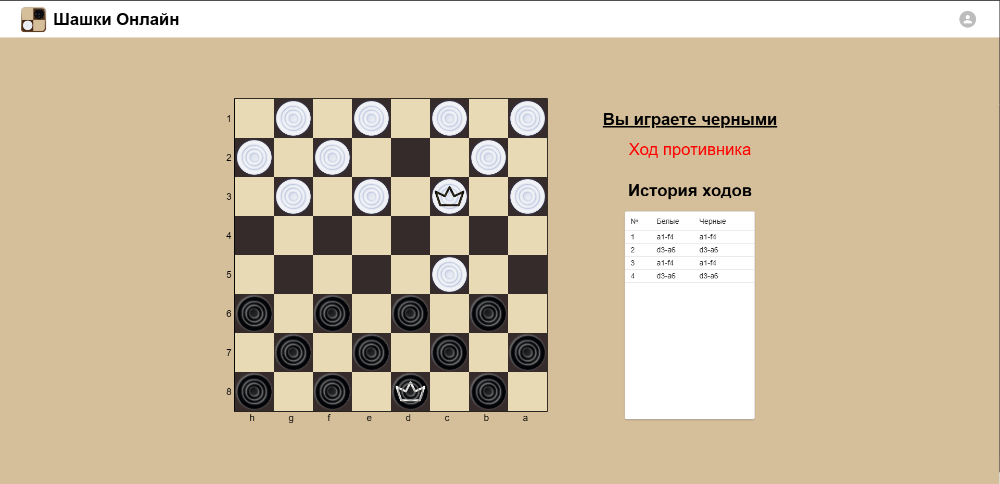 Шашки Онлайн
1
2
3
4
5
6
7
8
h g f e d c b a
Вы играете черными
Ход противника
История ходов
№ Белые Черные
1 a1-f4 a1-f4
2 d3-a6 d3-a6
3 a1-f4 a1-f4
4 d3-a6 d3-a6